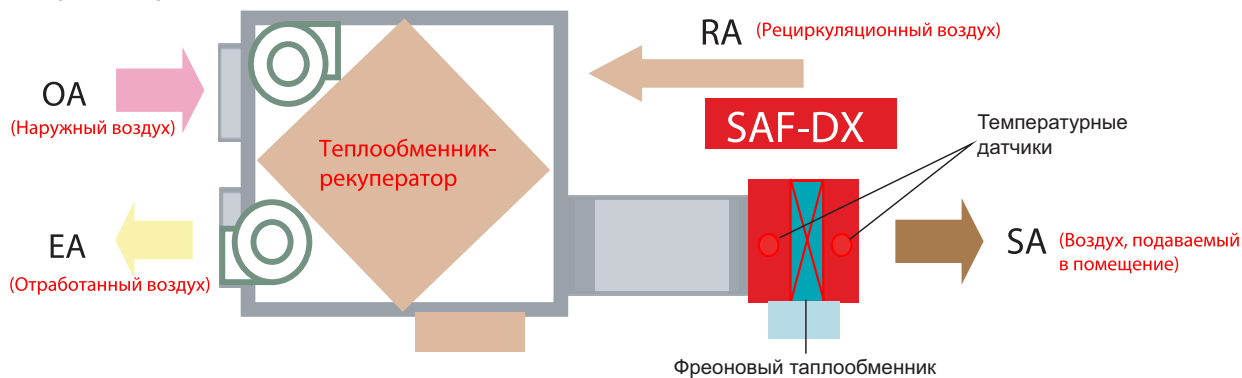 RA (Рециркуляционный воздух)
OA
(Наружный воздух)
SAF-DX
Температурные
датчики
Теплообменник-
рекуператор
EA
(Отработанный воздух)
SA (Воздух, подаваемый
в помещение)
Фреоновый таплообменник